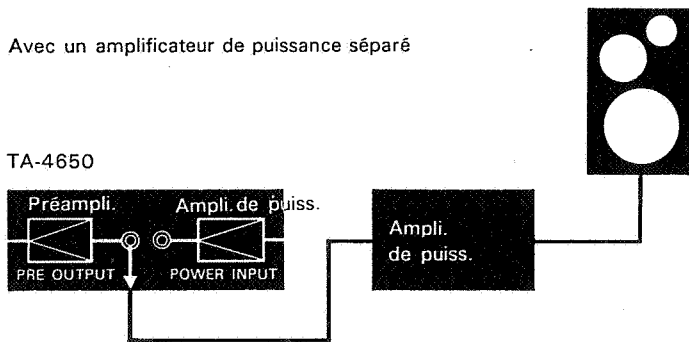 Avec un amplificateur de puissance séparé
TA-4650
Préampli.
Ampli. de puiss.
PRE OUTPUT
POWER INPUT
Ampli.
de puiss.